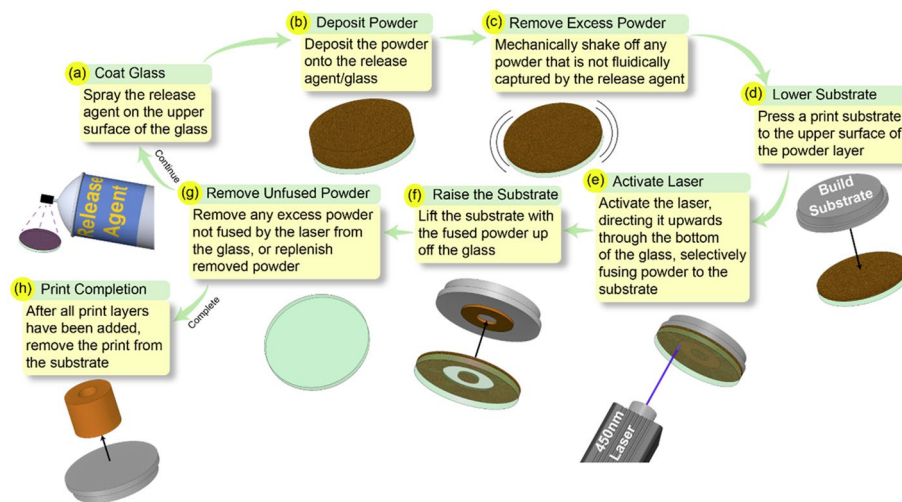 (a) Coat Glass
Spray the release
agent on the upper
surface of the glass
Release
Agent
(b) Deposit Powder
Deposit the powder
onto the release
agent/glass
(c) Remove Excess Powder
Mechanically shake off any
powder that is not fluidically
captured by the release agent
(d) Lower Substrate
Press a print substrate
to the upper surface of
the powder layer
Build
Substrate
(e) Activate Laser
Activate the laser,
directing it upwards
through the bottom
of the glass, selectively
fusing powder to the
substrate
450nm
Laser
(f) Raise the Substrate
Lift the substrate with
the fused powder up
off the glass
(g) Remove Unfused Powder
Remove any excess powder
not fused by the laser from
the glass, or replenish
removed powder
Continue
Complete
(h) Print Completion
After all print layers
have been added,
remove the print from
the substrate